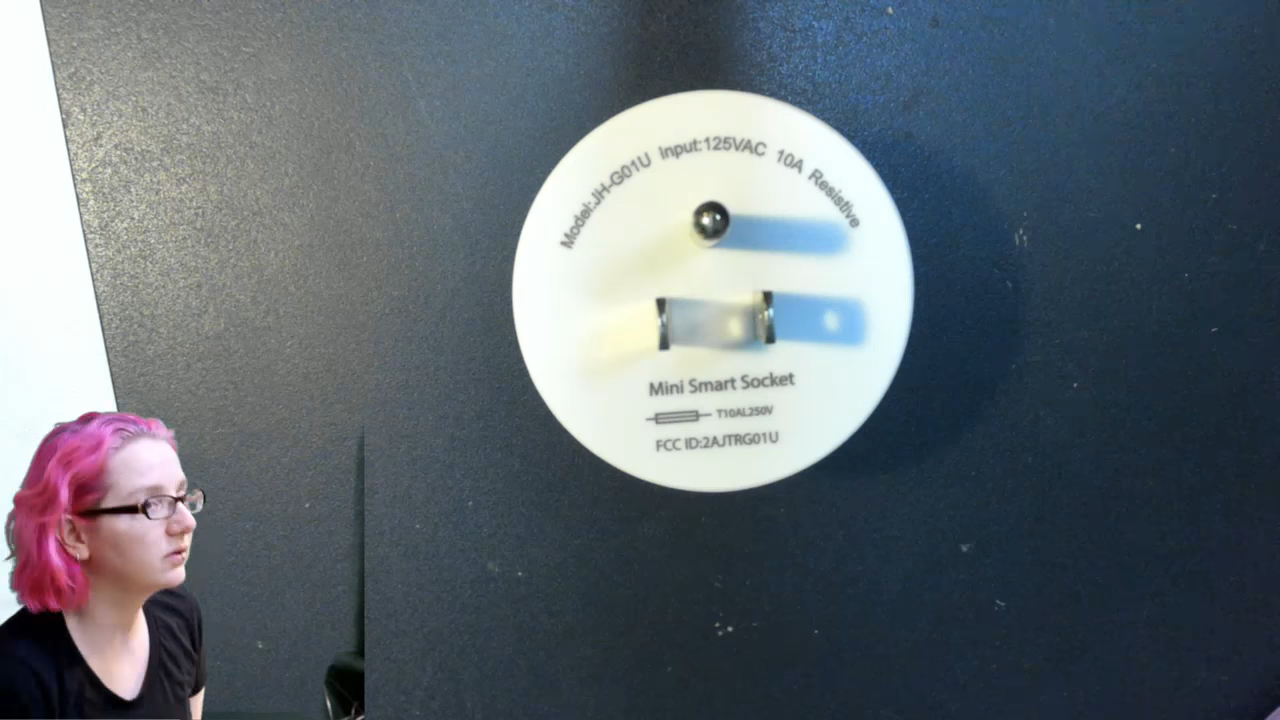 Model:JH-G01U Input:125VAC 10A Resistive
Mini Smart Socket
T10AL250V
FCC ID:2AJTRG01U